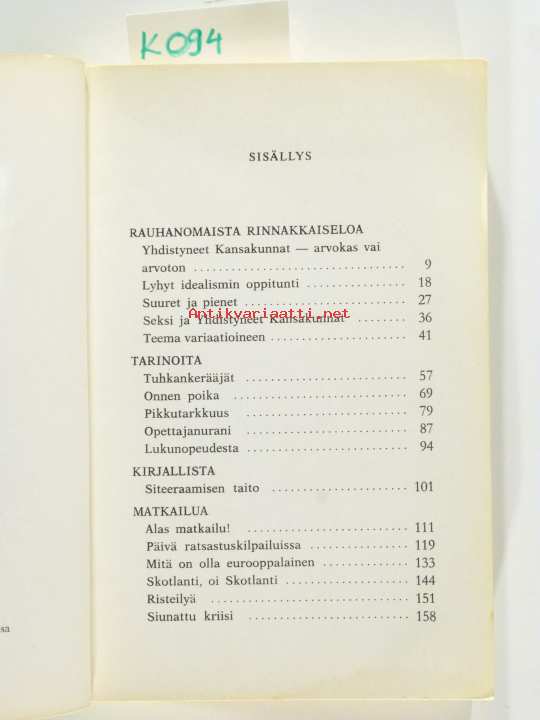 K094
SISÄLLYS
RAUHANOMAISTA RINNAKKAISELOA
Yhdistyneet Kansakunnat — arvokas vai
arvoton .................................. 9
Lyhyt idealismin oppitunti ................ 18
Suuret ja pienet .......................... 27
Seksi ja Yhdistyneet Kansakunnat ........ 36
Antikvariaatti.net
Teema variaatioineen ...................... 41
TARINOITA
Tuhkankerääjät .......................... 57
Onnen poika ............................ 69
Pikkutarkkuus .......................... 79
Opettajanurani .......................... 87
Lukunopeudesta .......................... 94
KIRJALLISTA
Siteeraamisen taito ...................... 101
MATKAILUA
Alas matkailu! .......................... 111
Päivä ratsastuskilpailuissa ................ 119
Mitä on olla eurooppalainen .............. 133
Skotlanti, oi Skotlanti .................... 144
Risteilyä ................................ 151
Siunattu kriisi .......................... 158
sa